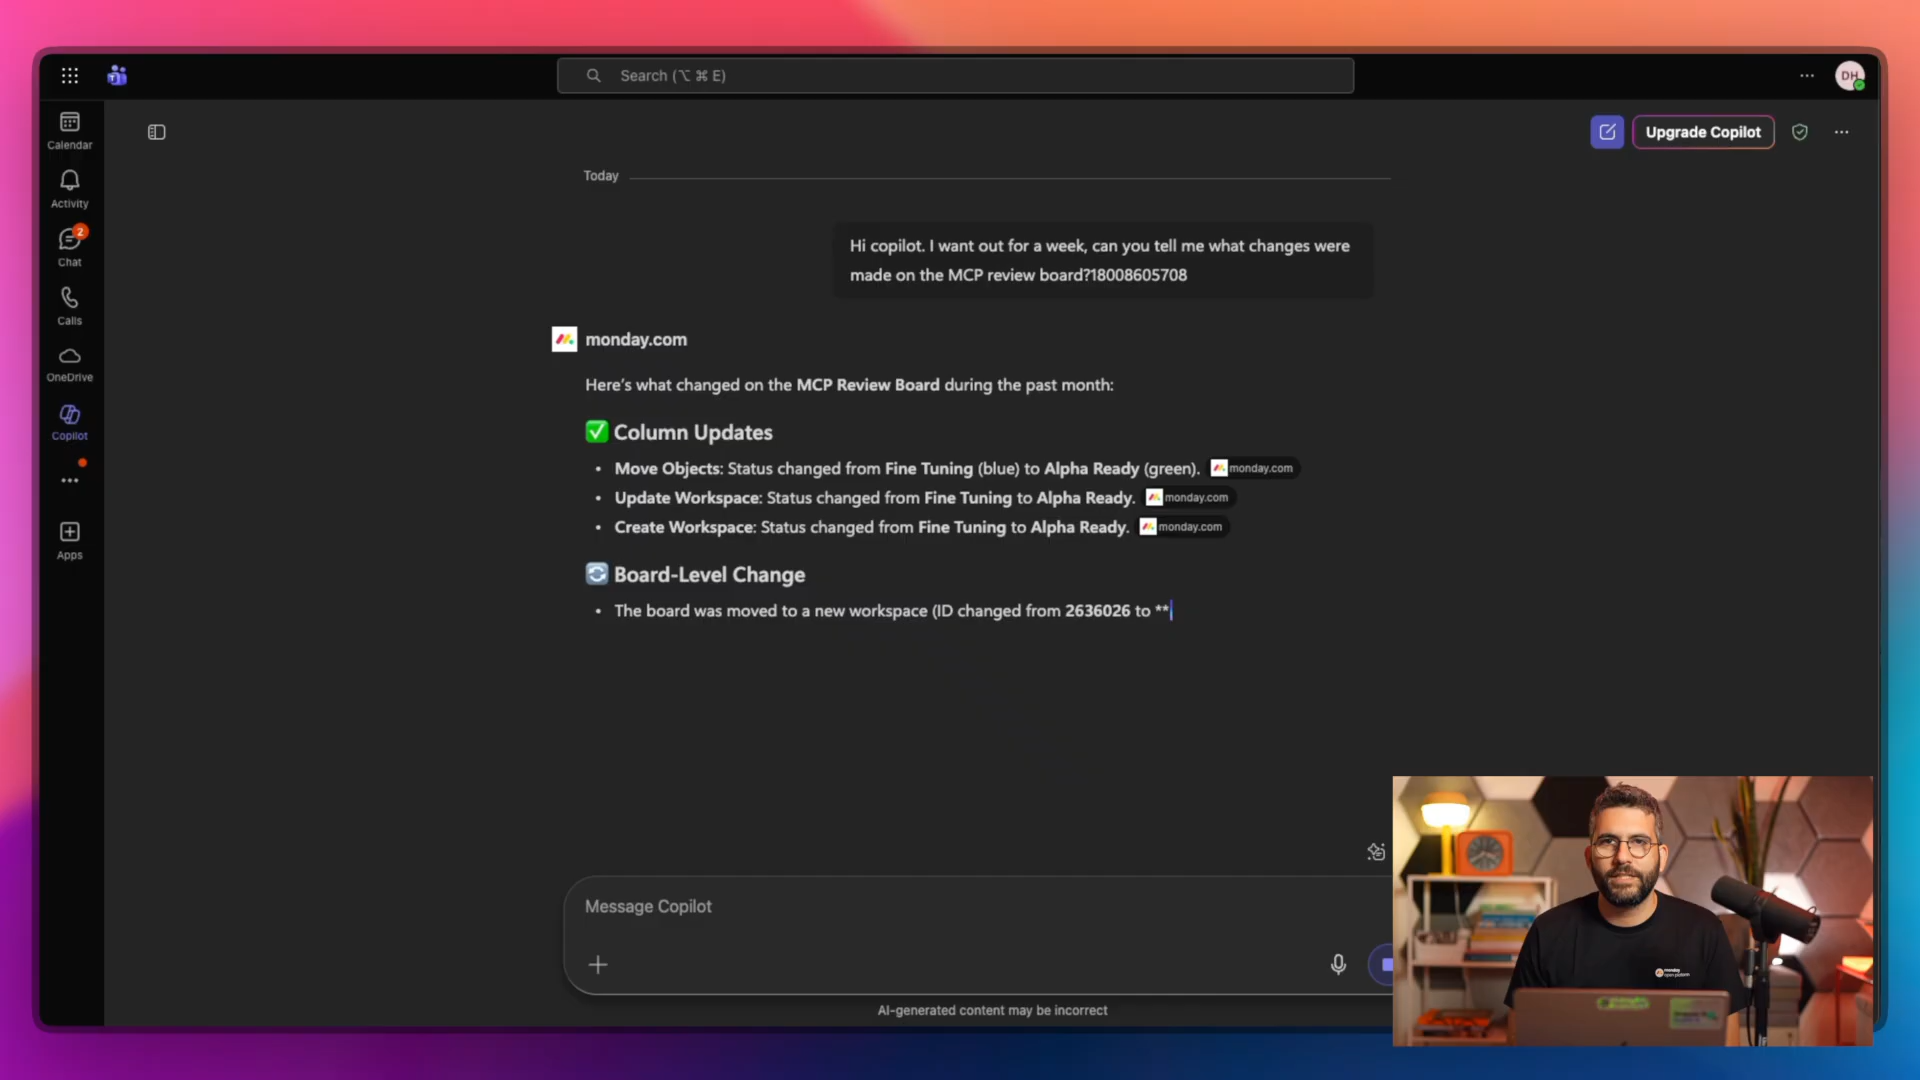 Search (⌥ ⌘ E)
DH
Calendar
Activity
2
Chat
Calls
OneDrive
Copilot
Apps
Upgrade Copilot
Today
Hi copilot. I want out for a week, can you tell me what changes were
made on the MCP review board?18008605708
monday.com
Here's what changed on the MCP Review Board during the past month:
Column Updates
• Move Objects: Status changed from Fine Tuning (blue) to Alpha Ready (green). monday.com
• Update Workspace: Status changed from Fine Tuning to Alpha Ready. monday.com
• Create Workspace: Status changed from Fine Tuning to Alpha Ready. monday.com
Board-Level Change
• The board was moved to a new workspace (ID changed from 2636026 to **
Message Copilot
AI-generated content may be incorrect
monday